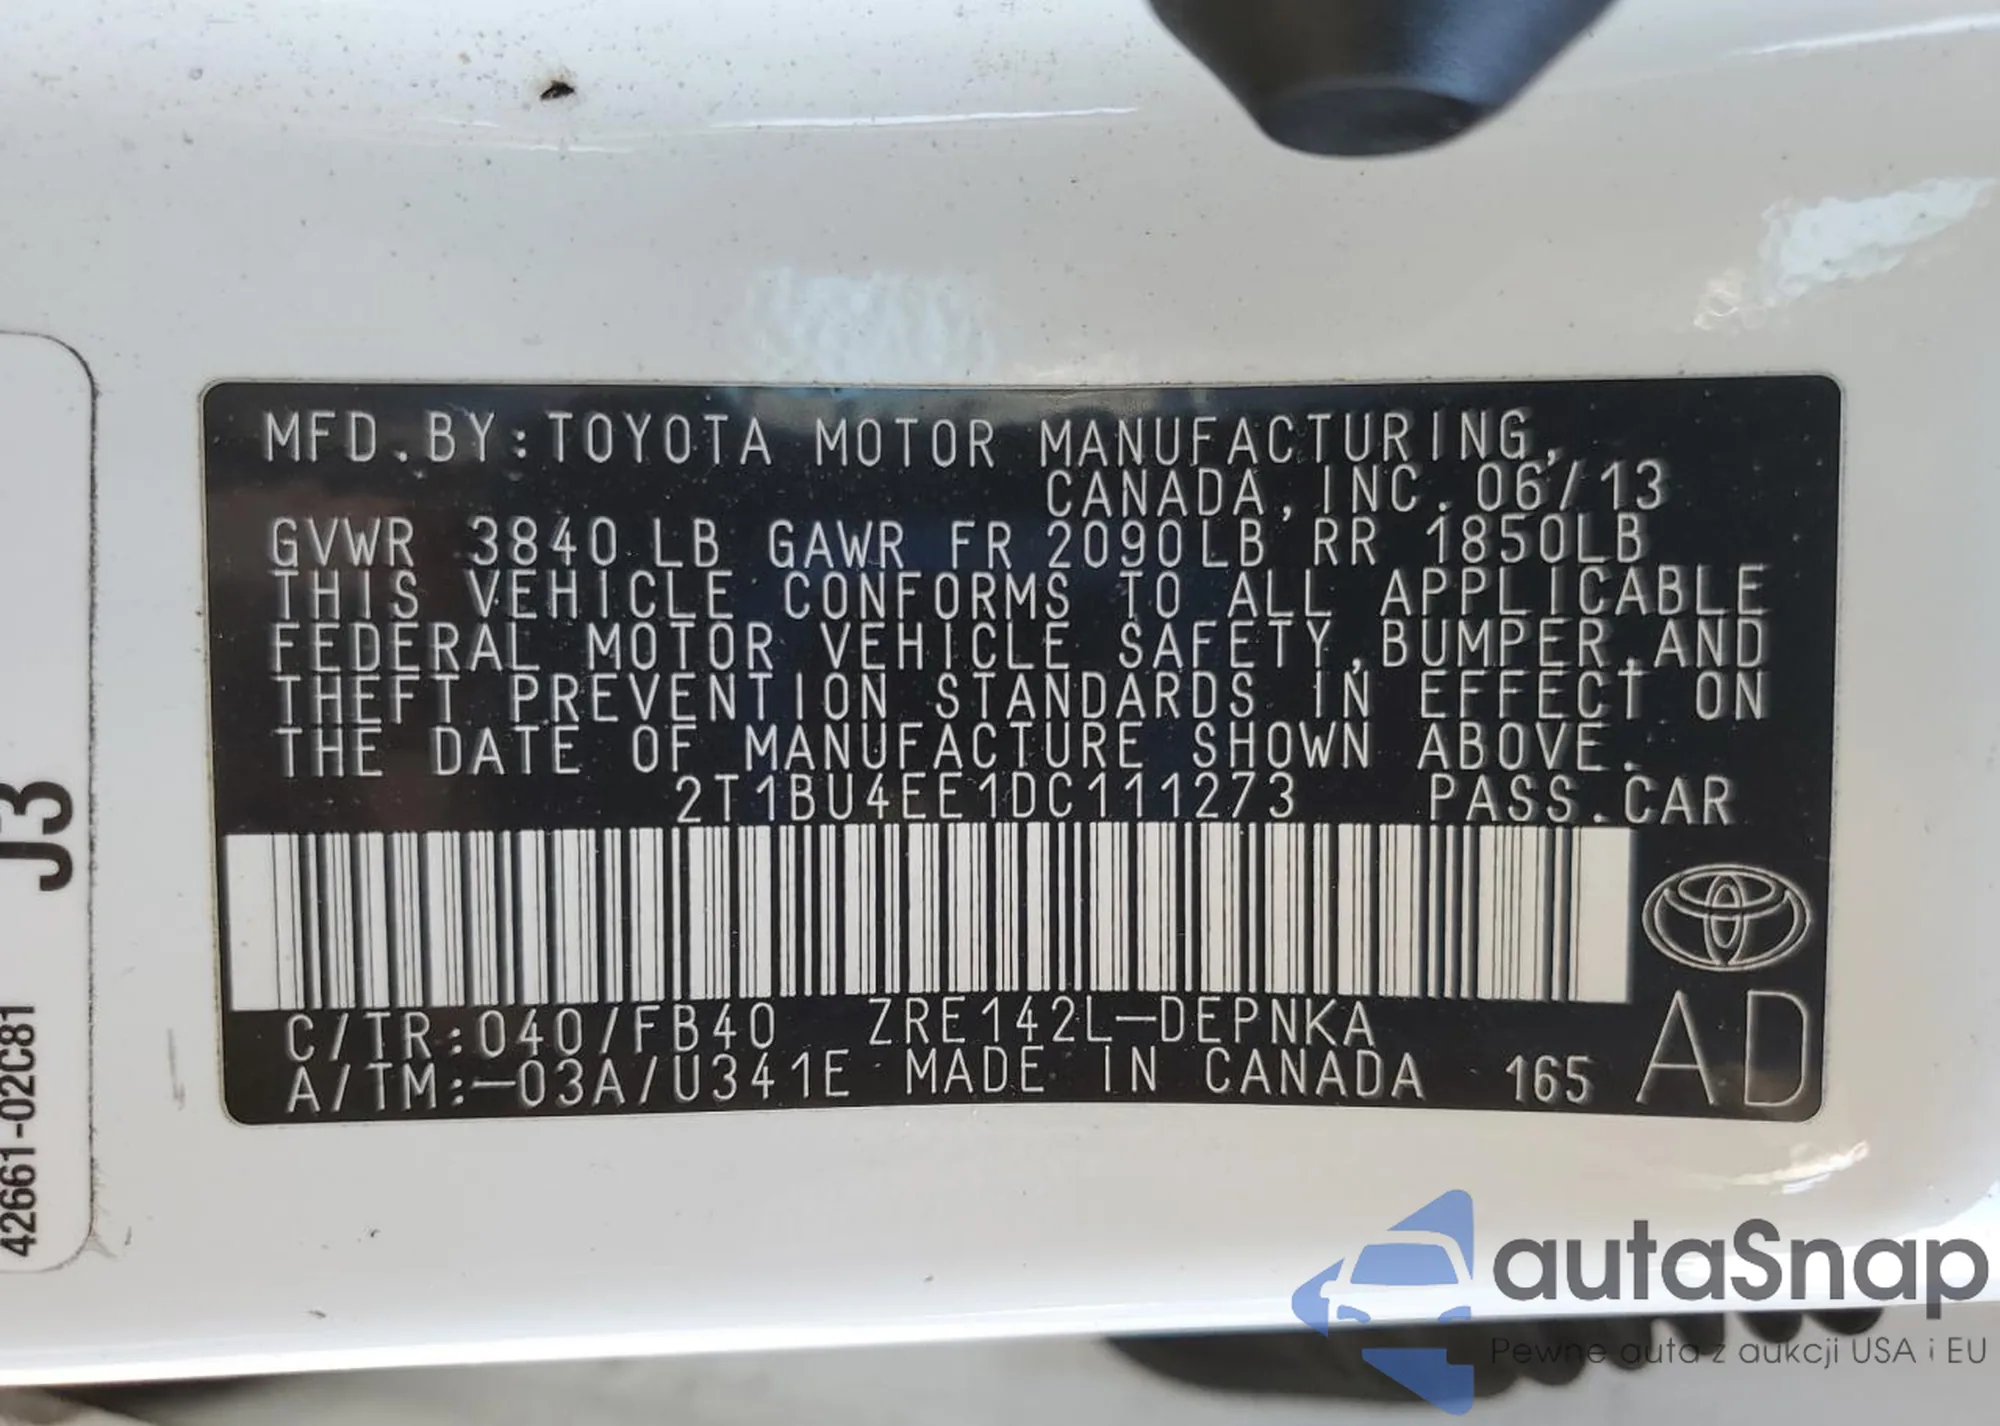 MFD.BY:TOYOTA MOTOR MANUFACTURING,
CANADA,INC. 06/13
GVWR 3840 LB GAWR FR 2090LB RR 1850LB
THIS VEHICLE CONFORMS TO ALL APPLICABLE
FEDERAL MOTOR VEHICLE SAFETY,BUMPER,AND
THEFT PREVENTION STANDARDS IN EFFECT ON
THE DATE OF MANUFACTURE SHOWN ABOVE.
2T1BU4EE1DC111273 PASS.CAR
C/TR:040/FB40 ZRE142L-DEPNKA
A/TM:-03A/U341E MADE IN CANADA 165 AD
J3
42661-02C81
autaSnap
Pewne auta z aukcji USA i EU